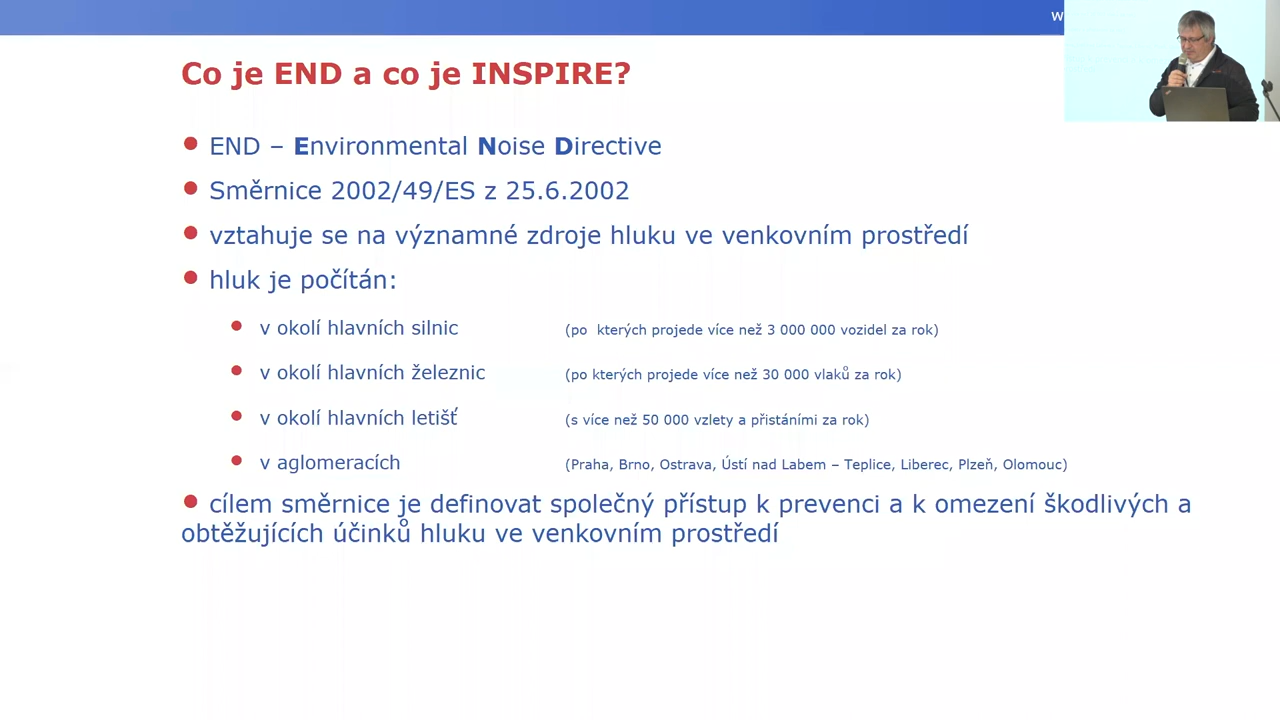 w
Co je END a co je INSPIRE?
END – Environmental Noise Directive
Směrnice 2002/49/ES z 25.6.2002
vztahuje se na významné zdroje hluku ve venkovním prostředí
hluk je počítán:
v okolí hlavních silnic (po kterých projede více než 3 000 000 vozidel za rok)
v okolí hlavních železnic (po kterých projede více než 30 000 vlaků za rok)
v okolí hlavních letišť (s více než 50 000 vzlety a přistáními za rok)
v aglomeracích (Praha, Brno, Ostrava, Ústí nad Labem – Teplice, Liberec, Plzeň, Olomouc)
cílem směrnice je definovat společný přístup k prevenci a k omezení škodlivých a
obtěžujících účinků hluku ve venkovním prostředí